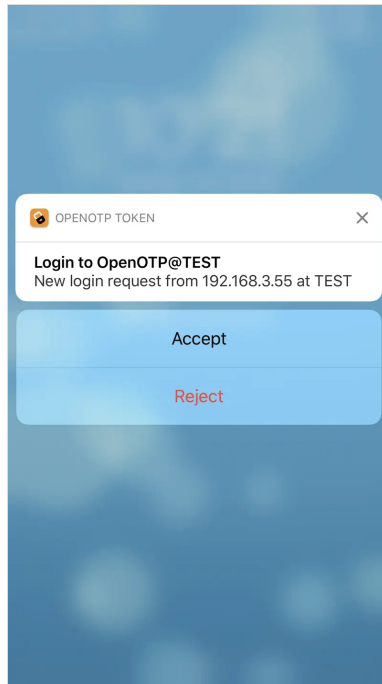 OPENOTP TOKEN
Login to OpenOTP@TEST
New login request from 192.168.3.55 at TEST
Accept
Reject